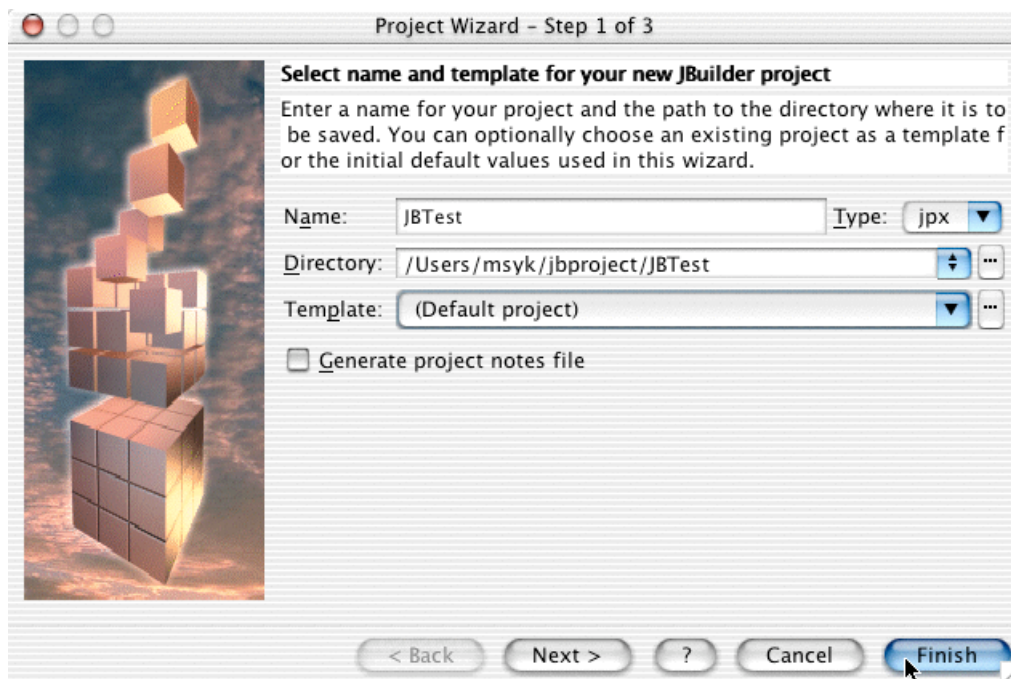 Project Wizard – Step 1 of 3
Select name and template for your new JBuilder project
Enter a name for your project and the path to the directory where it is to
be saved. You can optionally choose an existing project as a template f
or the initial default values used in this wizard.
Name: JBTest Type: jpx
Directory: /Users/msyk/jbproject/JBTest ...
Template: (Default project) ...
Generate project notes file
< Back Next > ? Cancel Finish